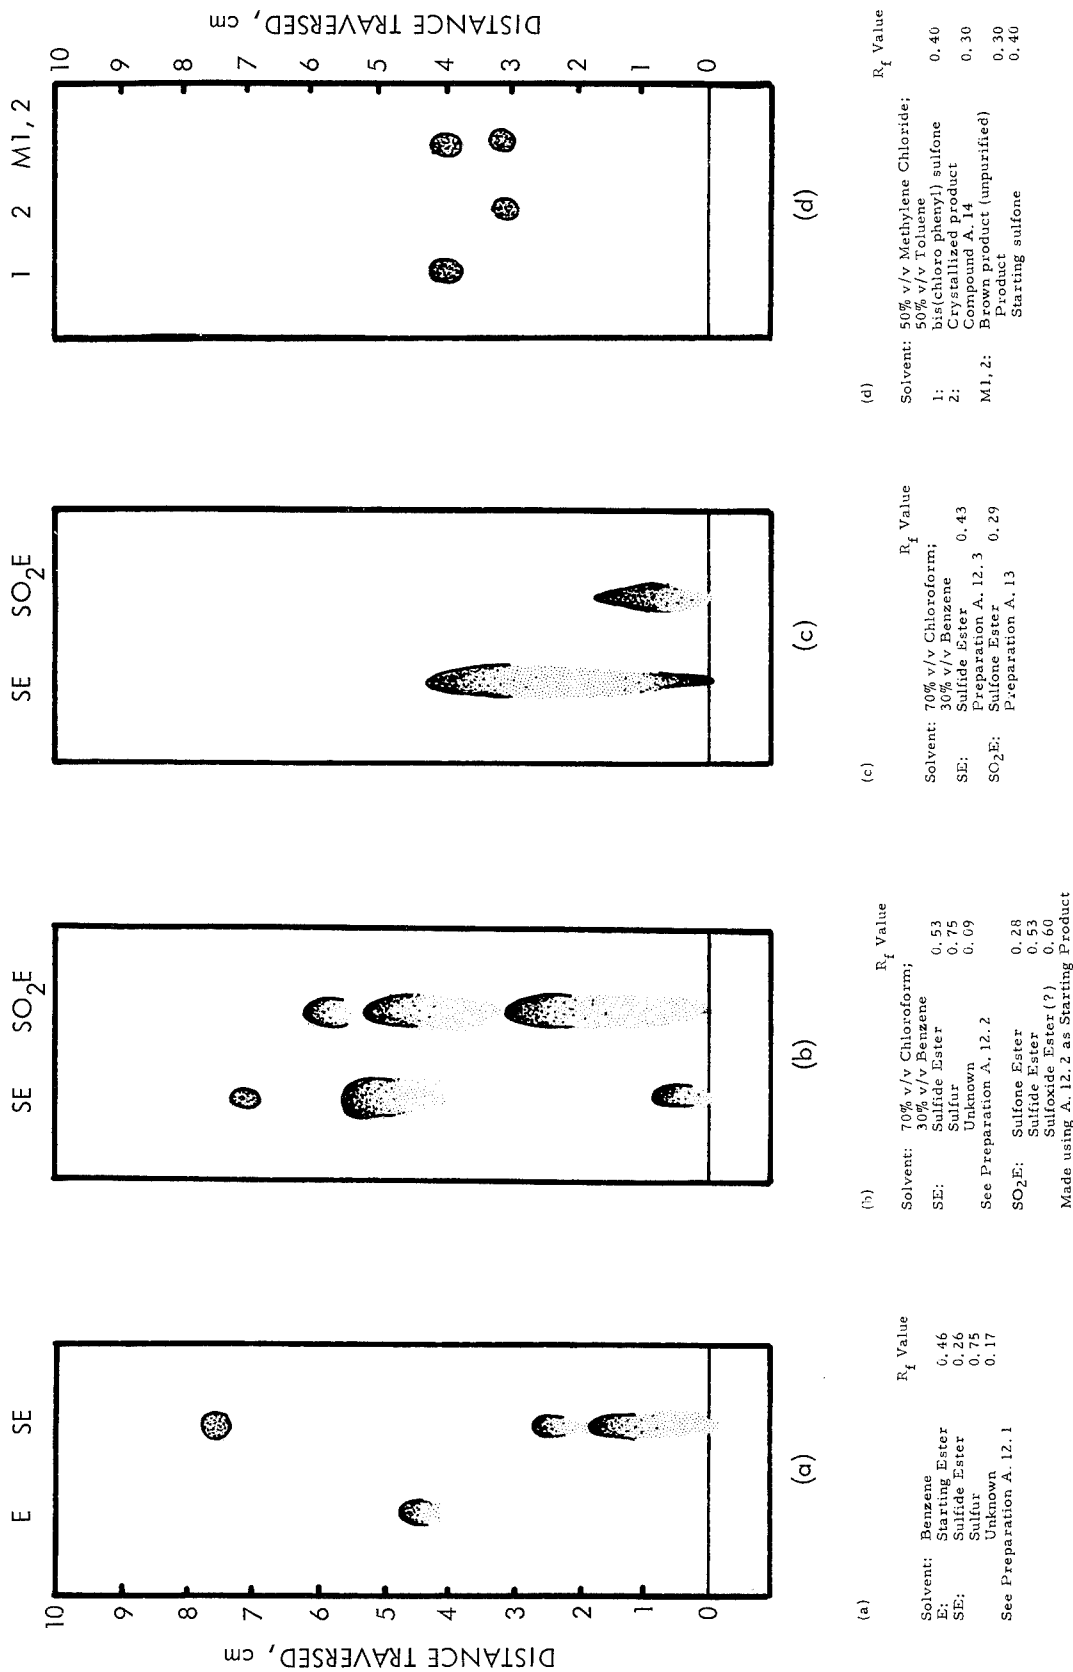 DISTANCE TRAVERSED, cm
10
9
8
7
6
5
4
3
2
1
0
E
SE
(a)
SE
SO2E
(b)
SE
SO2E
(c)
1
2
M1, 2
(d)
10
9
8
7
6
5
4
3
2
1
0
DISTANCE TRAVERSED, cm
(a)
Rf Value
Solvent: Benzene
E: Starting Ester 0.46
SE: Sulfide Ester 0.26
Sulfur 0.75
Unknown 0.17
See Preparation A.12.1
(b)
Rf Value
Solvent: 70% v/v Chloroform;
30% v/v Benzene
SE: Sulfide Ester 0.53
Sulfur 0.75
Unknown 0.09
See Preparation A.12.2
SO2E: Sulfone Ester 0.28
Sulfide Ester 0.53
Sulfoxide Ester(?) 0.60
Made using A.12.2 as Starting Product
(c)
Rf Value
Solvent: 70% v/v Chloroform;
30% v/v Benzene
SE: Sulfide Ester 0.43
Preparation A.12.3
SO2E: Sulfone Ester 0.29
Preparation A.13
(d)
Rf Value
Solvent: 50% v/v Methylene Chloride;
50% v/v Toluene
1: bis(chloro phenyl) sulfone 0.40
2: Crystallized product 0.30
Compound A.14
M1, 2: Brown product (unpurified)
Product 0.30
Starting sulfone 0.40